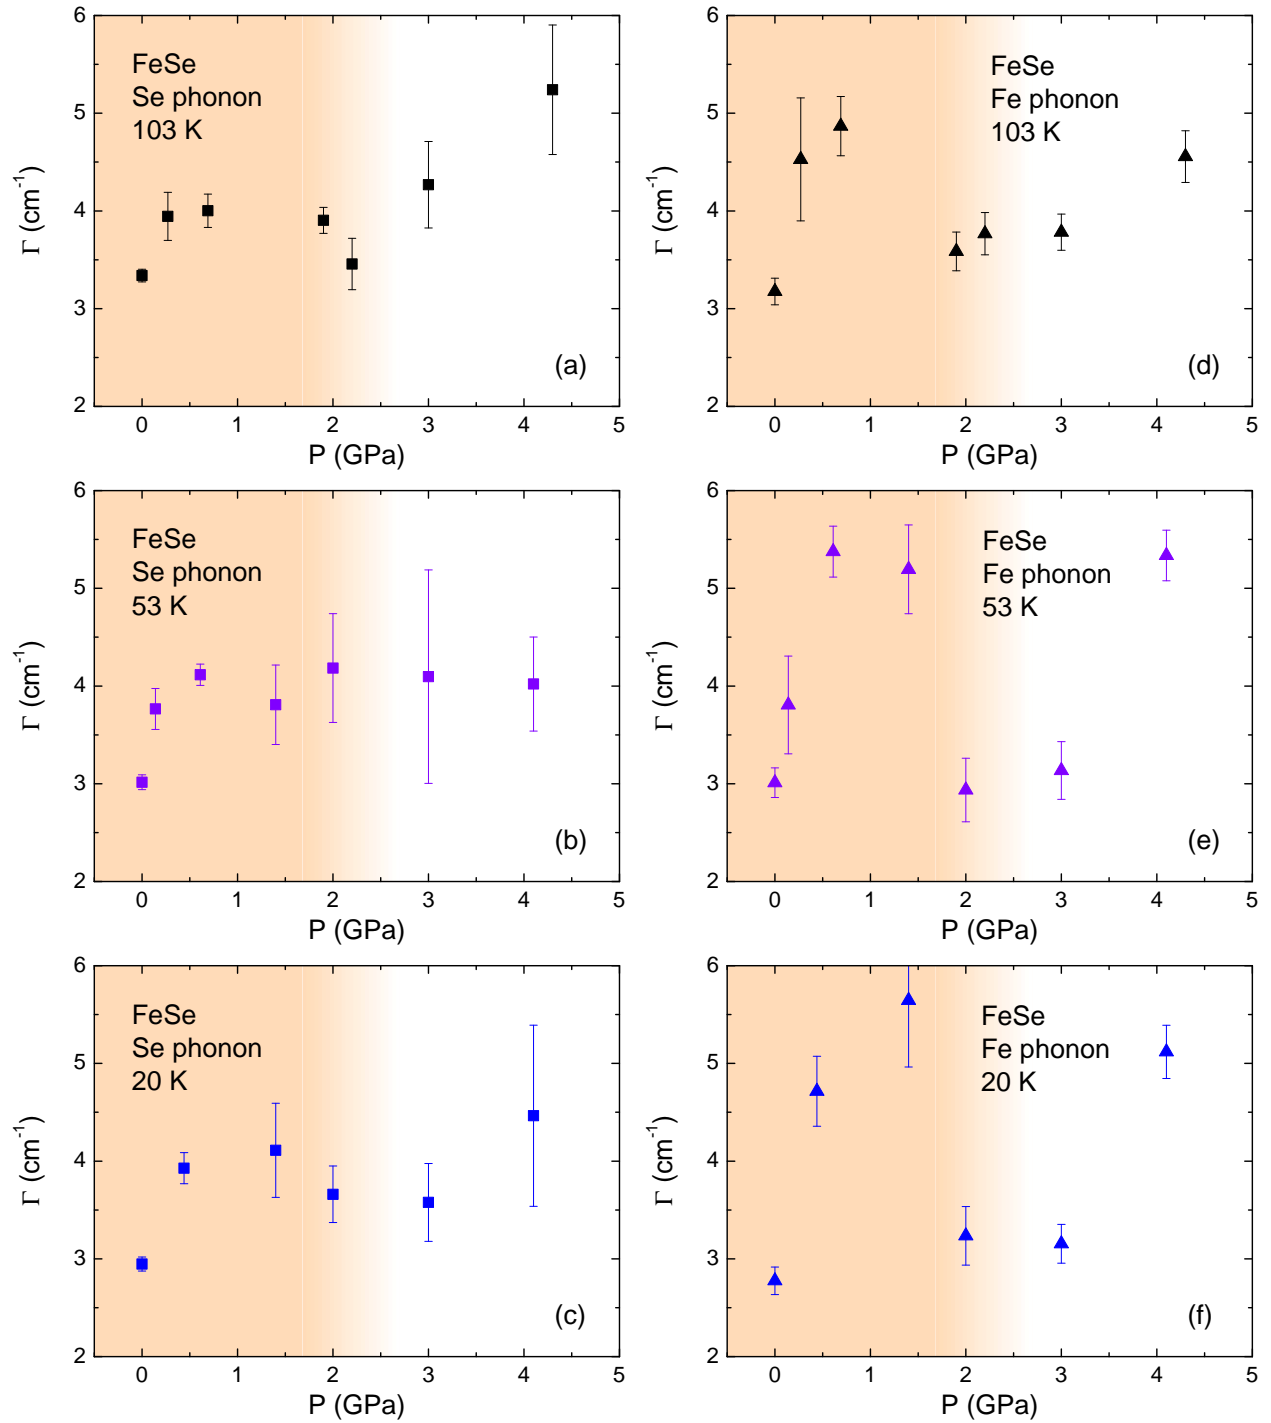 6
5
4
3
2
Γ (cm⁻¹)
FeSe
Se phonon
103 K
(a)
0 1 2 3 4 5
P (GPa)
6
5
4
3
2
Γ (cm⁻¹)
FeSe
Fe phonon
103 K
(d)
0 1 2 3 4 5
P (GPa)
6
5
4
3
2
Γ (cm⁻¹)
FeSe
Se phonon
53 K
(b)
0 1 2 3 4 5
P (GPa)
6
5
4
3
2
Γ (cm⁻¹)
FeSe
Fe phonon
53 K
(e)
0 1 2 3 4 5
P (GPa)
6
5
4
3
2
Γ (cm⁻¹)
FeSe
Se phonon
20 K
(c)
0 1 2 3 4 5
P (GPa)
6
5
4
3
2
Γ (cm⁻¹)
FeSe
Fe phonon
20 K
(f)
0 1 2 3 4 5
P (GPa)